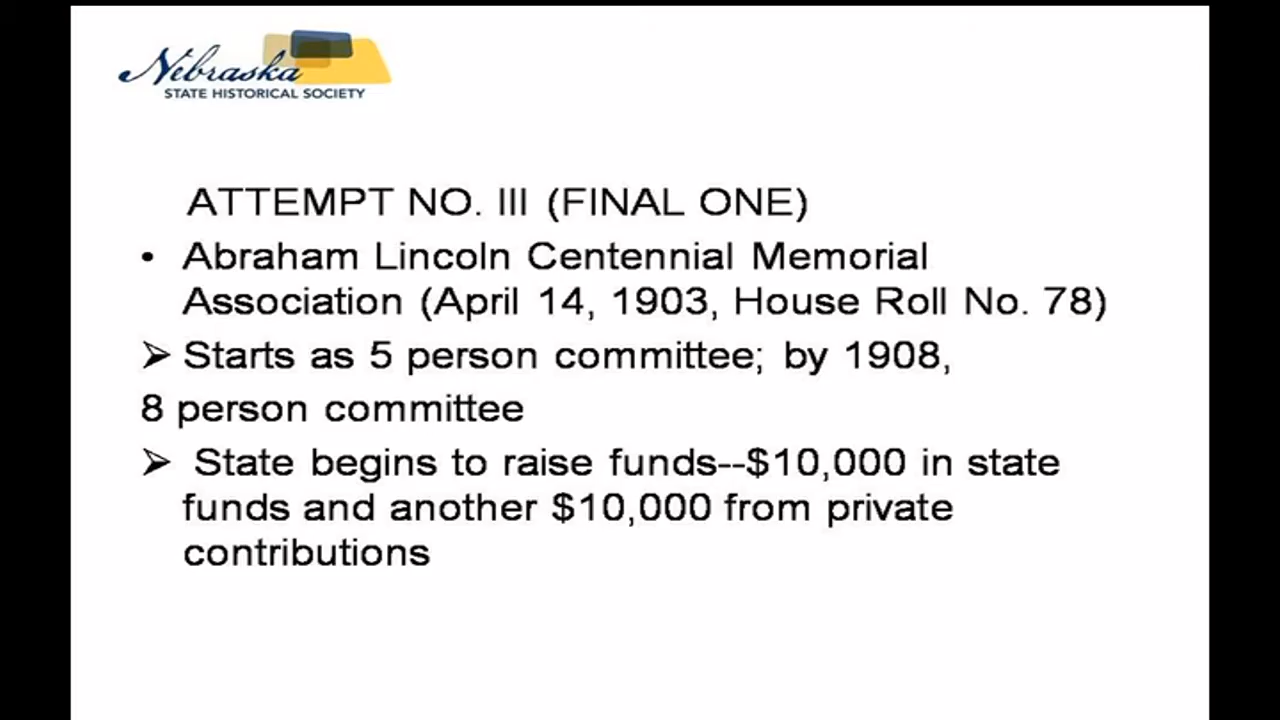 Nebraska
STATE HISTORICAL SOCIETY
ATTEMPT NO. III (FINAL ONE)
• Abraham Lincoln Centennial Memorial
Association (April 14, 1903, House Roll No. 78)
➢ Starts as 5 person committee; by 1908,
8 person committee
➢ State begins to raise funds--$10,000 in state
funds and another $10,000 from private
contributions